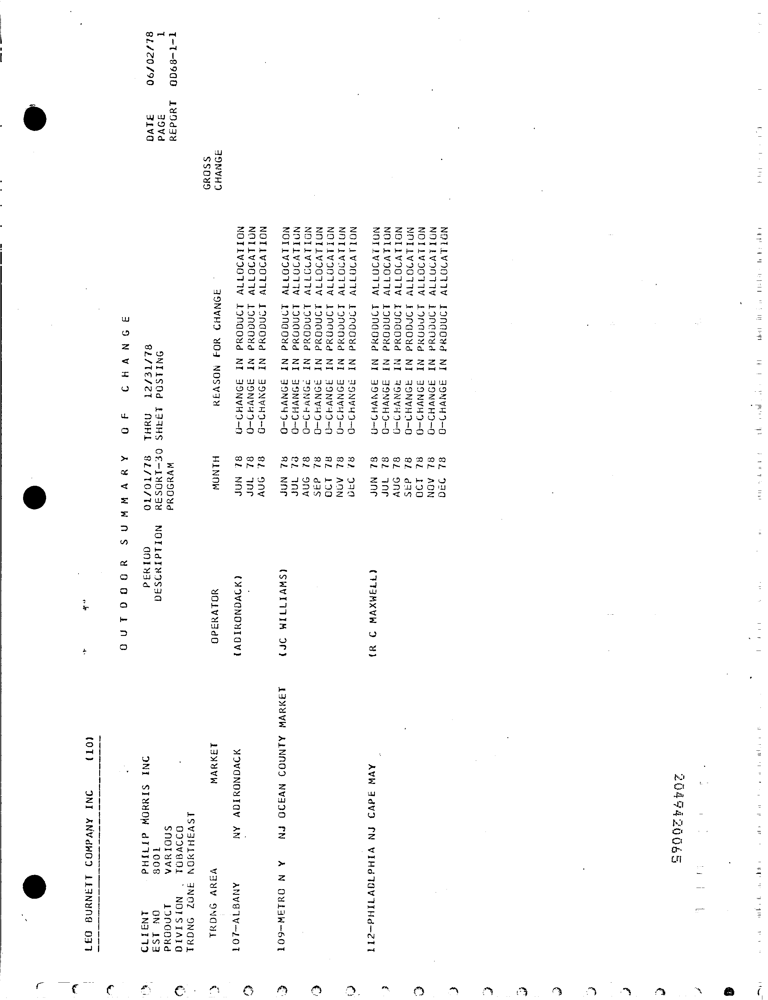 LEO BURNETT COMPANY INC (10)
OUTDOOR SUMMARY OF CHANGE
DATE 06/02/78
PAGE 1
REPORT OD68-1-1
CLIENT PHILIP MORRIS INC
EST NO 8001
PRODUCT VARIOUS
DIVISION TOBACCO
TRDNG ZONE NORTHEAST
PERIOD 01/01/78 THRU 12/31/78
DESCRIPTION RESORT-30 SHEET POSTING
PROGRAM
TRDNG AREA MARKET OPERATOR MONTH REASON FOR CHANGE GROSS CHANGE
107-ALBANY NY ADIRONDACK (ADIRONDACK) JUN 78 O-CHANGE IN PRODUCT ALLOCATION
JUL 78 O-CHANGE IN PRODUCT ALLOCATION
AUG 78 O-CHANGE IN PRODUCT ALLOCATION
109-METRO N Y NJ OCEAN COUNTY MARKET (JC WILLIAMS) JUN 78 O-CHANGE IN PRODUCT ALLOCATION
JUL 78 O-CHANGE IN PRODUCT ALLOCATION
AUG 78 O-CHANGE IN PRODUCT ALLOCATION
SEP 78 O-CHANGE IN PRODUCT ALLOCATION
OCT 78 O-CHANGE IN PRODUCT ALLOCATION
NOV 78 O-CHANGE IN PRODUCT ALLOCATION
DEC 78 O-CHANGE IN PRODUCT ALLOCATION
112-PHILADLPHIA NJ CAPE MAY (R C MAXWELL) JUN 78 O-CHANGE IN PRODUCT ALLOCATION
JUL 78 O-CHANGE IN PRODUCT ALLOCATION
AUG 78 O-CHANGE IN PRODUCT ALLOCATION
SEP 78 O-CHANGE IN PRODUCT ALLOCATION
OCT 78 O-CHANGE IN PRODUCT ALLOCATION
NOV 78 O-CHANGE IN PRODUCT ALLOCATION
DEC 78 O-CHANGE IN PRODUCT ALLOCATION
2049420065